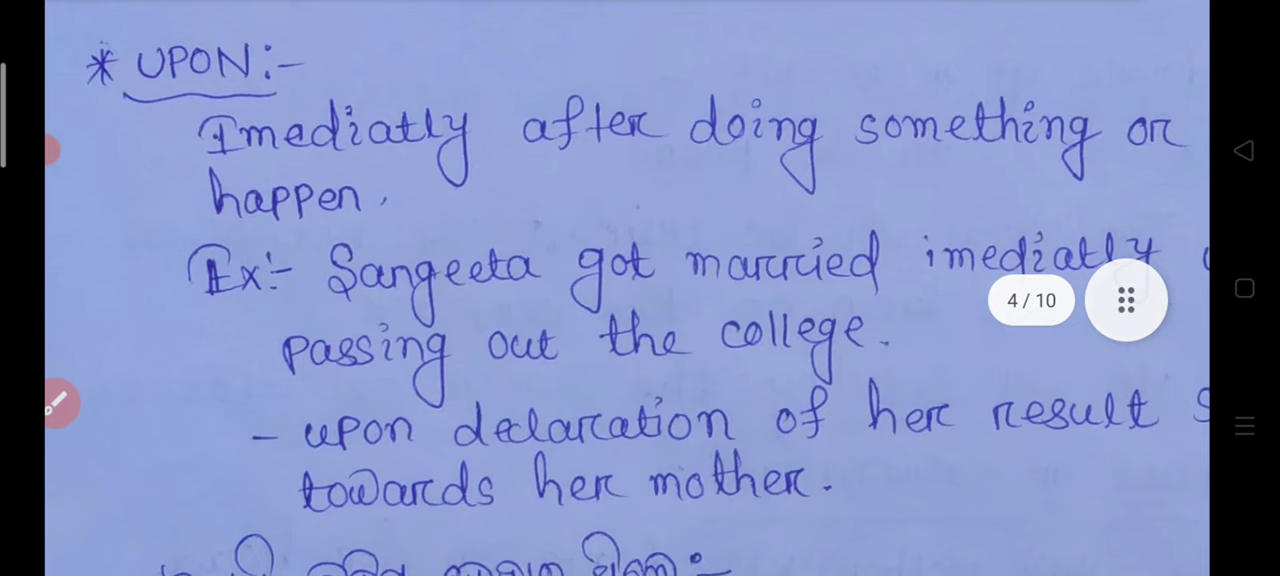 * UPON:-
Imediatly after doing something or
happen.
Ex:- Sangeeta got married imediatly
4/10
passing out the college.
- upon declaration of her result
towards her mother.